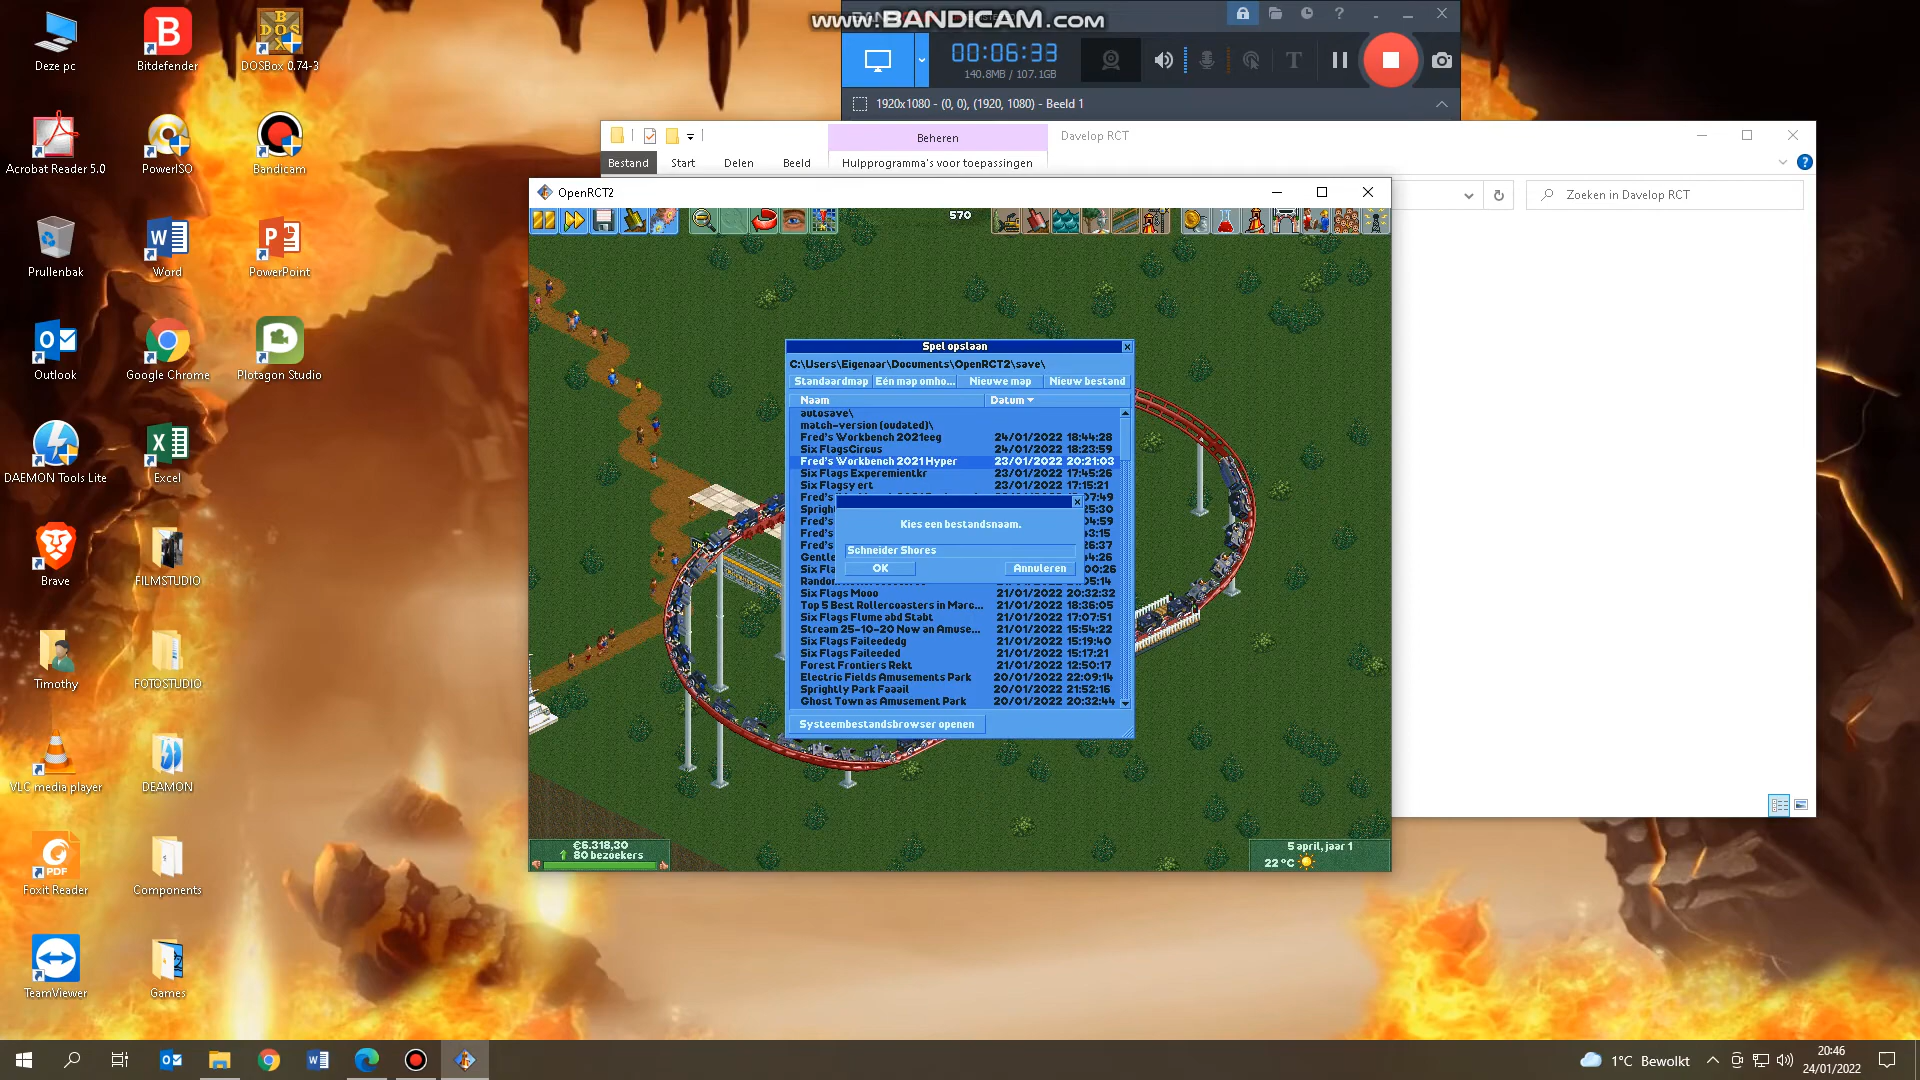 www.BANDICAM.com
00:06:33
140.8MB / 107.1GB
1920x1080 - (0, 0), (1920, 1080) - Beeld 1
Beheren
Davelop RCT
Bestand
Start
Delen
Beeld
Hulpprogramma's voor toepassingen
Zoeken in Davelop RCT
OpenRCT2
570
Spel opslaan
C:\Users\Eigenaar\Documents\OpenRCT2\save\
Standaardmap
Eén map omho...
Nieuwe map
Nieuw bestand
Naam
Datum
autosave\
match-version (oudated)\
Fred's Workbench 2021eeg 24/01/2022 18:44:28
Six FlagsCircus 24/01/2022 18:23:59
Fred's Workbench 2021 Hyper 23/01/2022 20:21:03
Six Flags Experemientkr 23/01/2022 17:45:26
Six Flagsy ert 23/01/2022 17:15:21
Fred's
Kies een bestandsnaam.
Schneider Shores
OK
Annuleren
Six Flags Mooo 21/01/2022 20:32:32
Top 5 Best Rollercoasters in Marc... 21/01/2022 18:36:05
Six Flags Flume abd Stabt 21/01/2022 17:07:51
Stream 25-10-20 Now an Amuse... 21/01/2022 15:54:22
Six Flags Faileededg 21/01/2022 15:19:40
Six Flags Faileeded 21/01/2022 15:17:21
Forest Frontiers Rekt 21/01/2022 12:50:17
Electric Fields Amusements Park 20/01/2022 22:09:14
Sprightly Park Faaail 20/01/2022 21:52:16
Ghost Town as Amusement Park 20/01/2022 20:32:44
Systeembestandsbrowser openen
€6.318,30
80 bezoekers
5 april, jaar 1
22 °C
Deze pc
Bitdefender
DOSBox 0.74-3
Acrobat Reader 5.0
PowerISO
Bandicam
Prullenbak
Word
PowerPoint
Outlook
Google Chrome
Plotagon Studio
DAEMON Tools Lite
Excel
Brave
FILMSTUDIO
Timothy
FOTOSTUDIO
VLC media player
DEAMON
Foxit Reader
Components
TeamViewer
Games
1°C Bewolkt
20:46
24/01/2022